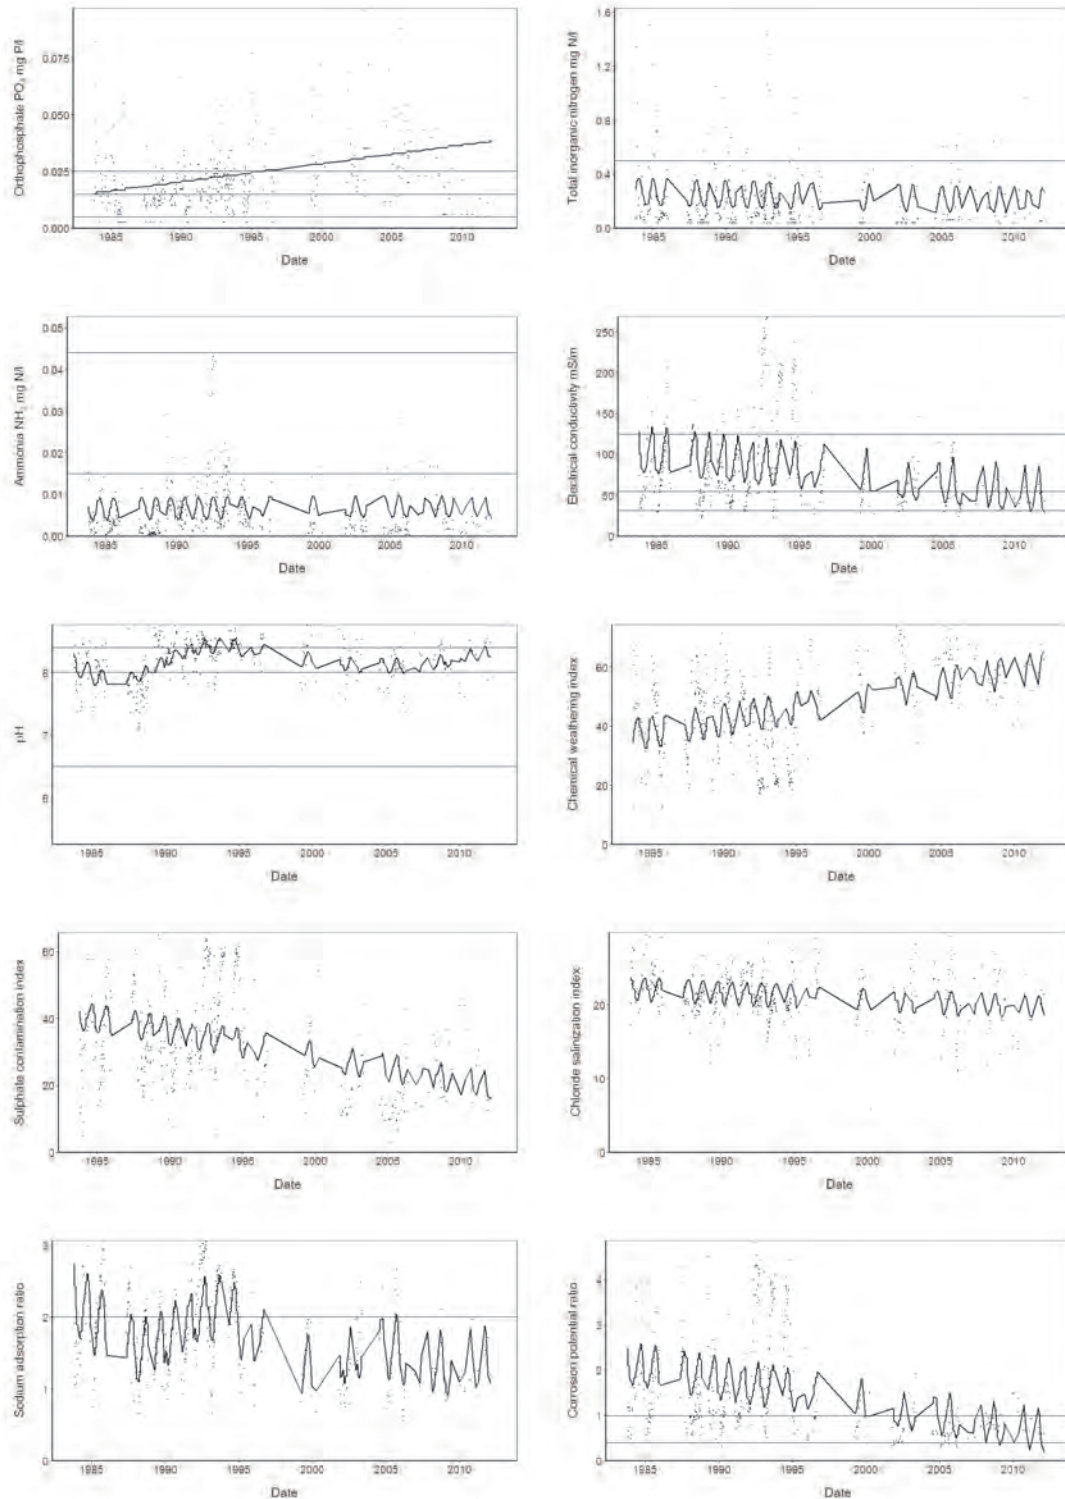 Orthophosphate PO₄ mg P/l
0.075
0.050
0.025
0.000
1985 1990 1995 2000 2005 2010
Date
Total inorganic nitrogen mg N/l
1.6
1.2
0.8
0.4
0.0
1985 1990 1995 2000 2005 2010
Date
Ammonia NH₃ mg N/l
0.05
0.04
0.03
0.02
0.01
0.00
1985 1990 1995 2000 2005 2010
Date
Electrical conductivity mS/m
250
200
150
100
50
0
1985 1990 1995 2000 2005 2010
Date
pH
8
7
6
1985 1990 1995 2000 2005 2010
Date
Chemical weathering index
60
40
20
0
1985 1990 1995 2000 2005 2010
Date
Sulphate contamination index
60
40
20
0
1985 1990 1995 2000 2005 2010
Date
Chloride salinization index
20
10
0
1985 1990 1995 2000 2005 2010
Date
Sodium adsorption ratio
3
2
1
0
1985 1990 1995 2000 2005 2010
Date
Corrosion potential ratio
4
3
2
1
0
1985 1990 1995 2000 2005 2010
Date